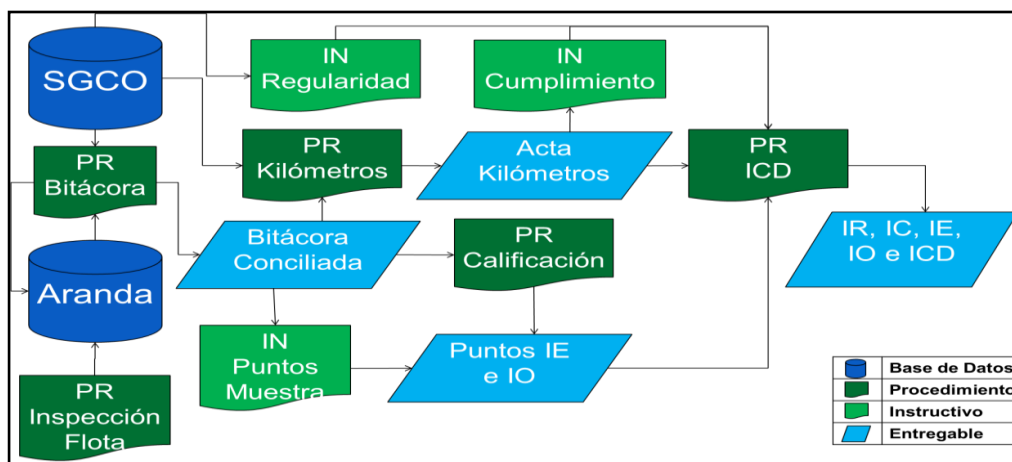 SGCO
IN
Regularidad
IN
Cumplimiento
PR
Bitácora
PR
Kilómetros
Acta
Kilómetros
PR
ICD
Bitácora
Conciliada
PR
Calificación
IR, IC, IE,
IO e ICD
Aranda
IN
Puntos
Muestra
Puntos IE
e IO
PR
Inspección
Flota
Base de Datos
Procedimiento
Instructivo
Entregable